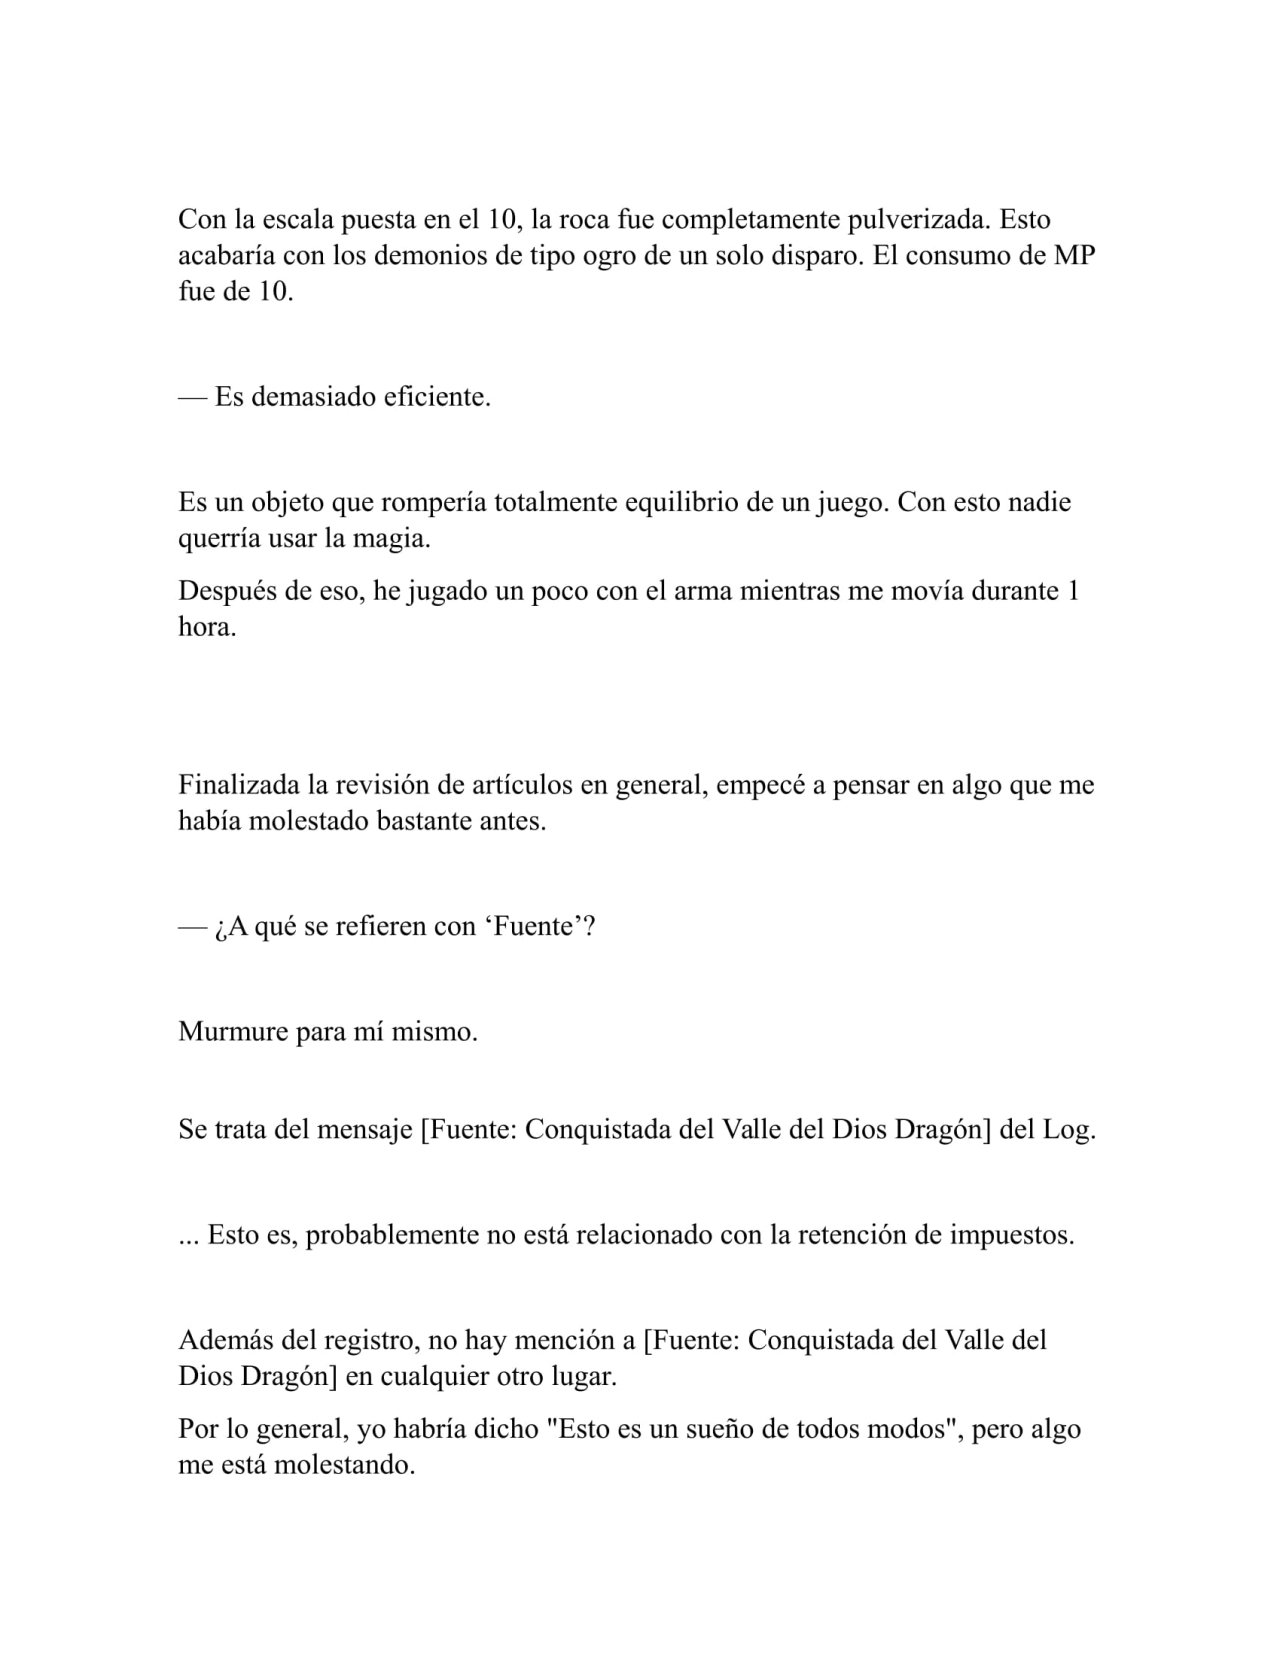 Con la escala puesta en el 10, la roca fue completamente pulverizada. Esto
acabaría con los demonios de tipo ogro de un solo disparo. El consumo de MP
fue de 10.
— Es demasiado eficiente.
Es un objeto que rompería totalmente equilibrio de un juego. Con esto nadie
querría usar la magia.
Después de eso, he jugado un poco con el arma mientras me movía durante 1
hora.
Finalizada la revisión de artículos en general, empecé a pensar en algo que me
había molestado bastante antes.
— ¿A qué se refieren con ‘Fuente’?
Murmure para mí mismo.
Se trata del mensaje [Fuente: Conquistada del Valle del Dios Dragón] del Log.
... Esto es, probablemente no está relacionado con la retención de impuestos.
Además del registro, no hay mención a [Fuente: Conquistada del Valle del
Dios Dragón] en cualquier otro lugar.
Por lo general, yo habría dicho "Esto es un sueño de todos modos", pero algo
me está molestando.